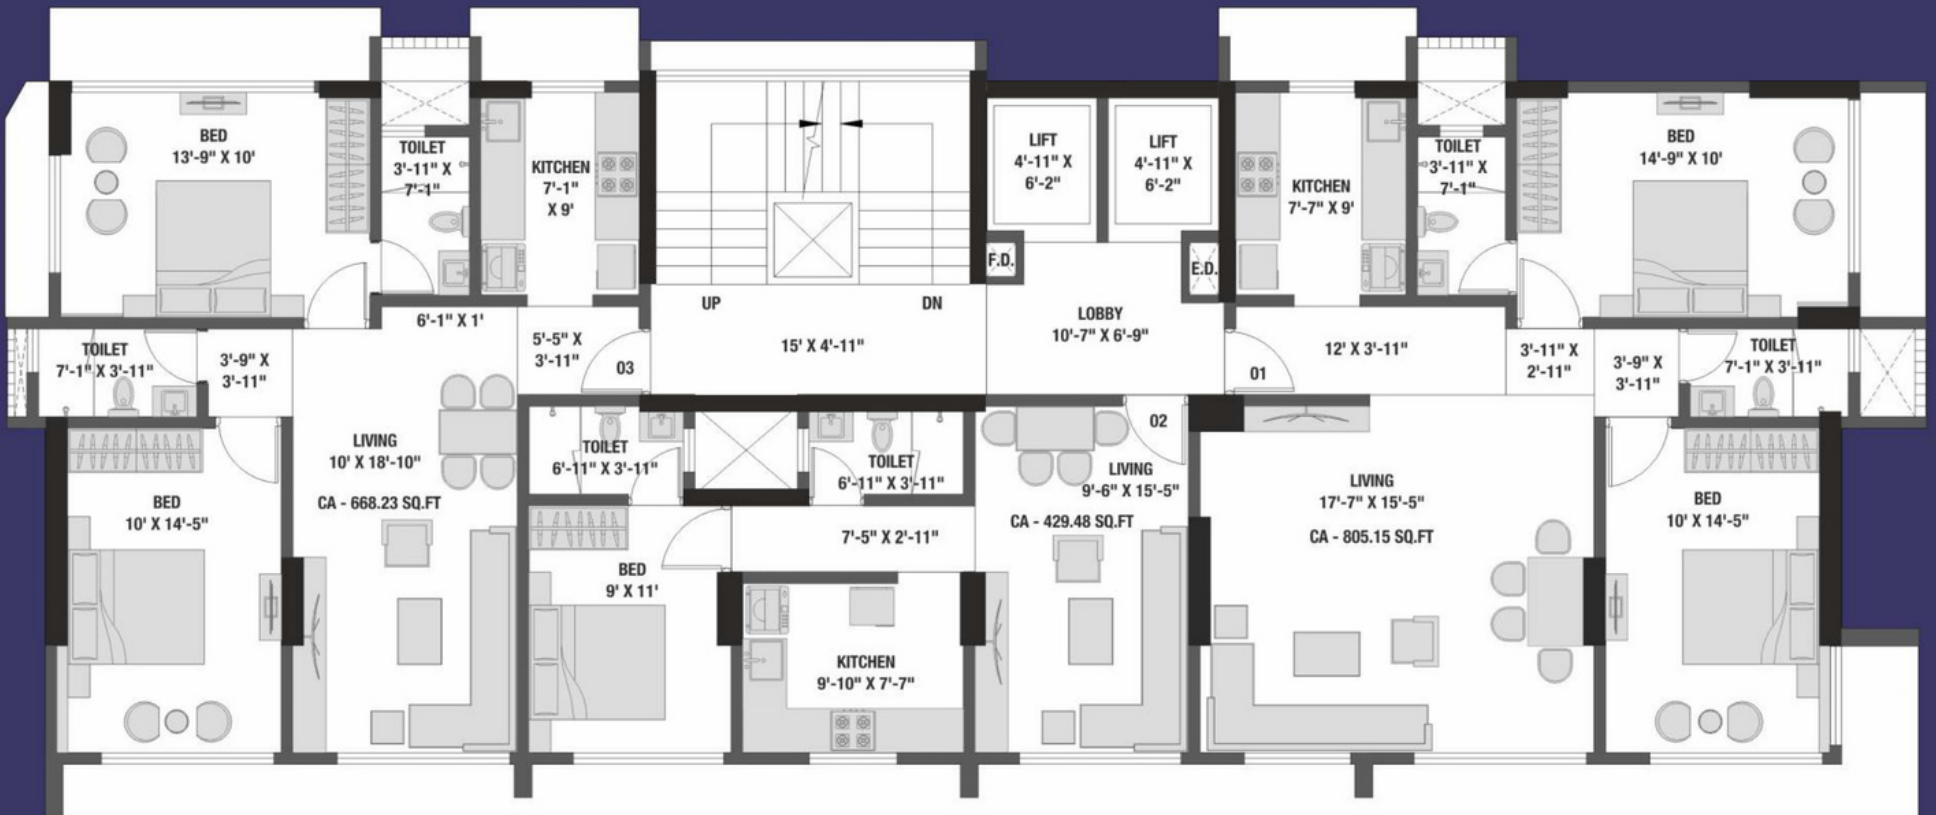 BED
13'-9" X 10'
TOILET
3'-11" X
7'-1"
KITCHEN
7'-1"
X 9'
LIFT
4'-11" X
6'-2"
LIFT
4'-11" X
6'-2"
KITCHEN
7'-7" X 9'
TOILET
3'-11" X
7'-1"
BED
14'-9" X 10'
F.D.
E.D.
UP
DN
6'-1" X 1'
LOBBY
10'-7" X 6'-9"
TOILET
7'-1" X 3'-11"
3'-9" X
3'-11"
5'-5" X
3'-11"
03
15' X 4'-11"
01
12' X 3'-11"
3'-11" X
2'-11"
3'-9" X
3'-11"
TOILET
7'-1" X 3'-11"
02
LIVING
10' X 18'-10"
CA - 668.23 SQ.FT
TOILET
6'-11" X 3'-11"
TOILET
6'-11" X 3'-11"
LIVING
9'-6" X 15'-5"
CA - 429.48 SQ.FT
LIVING
17'-7" X 15'-5"
CA - 805.15 SQ.FT
BED
10' X 14'-5"
BED
10' X 14'-5"
7'-5" X 2'-11"
BED
9' X 11'
KITCHEN
9'-10" X 7'-7"